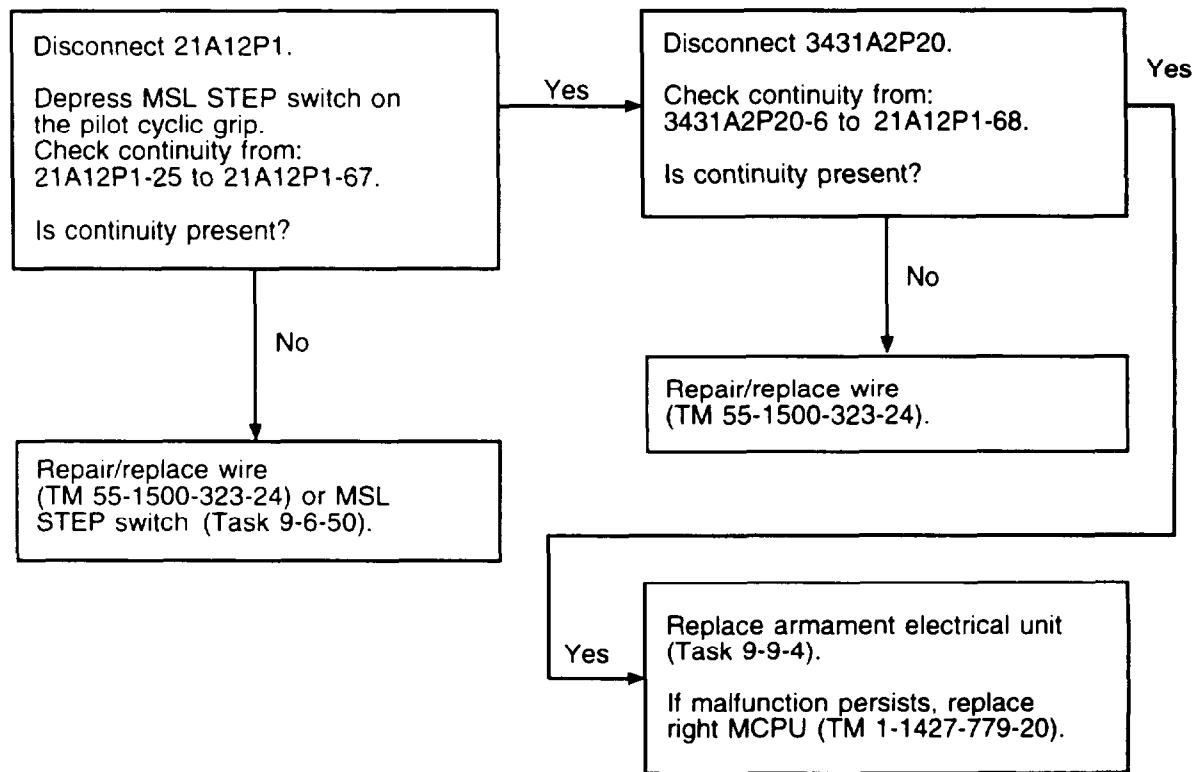 Disconnect 21A12P1.
Depress MSL STEP switch on
the pilot cyclic grip.
Check continuity from:
21A12P1-25 to 21A12P1-67.
Is continuity present?
Yes
Disconnect 3431A2P20.
Check continuity from:
3431A2P20-6 to 21A12P1-68.
Is continuity present?
Yes
No
No
Repair/replace wire
(TM 55-1500-323-24).
Repair/replace wire
(TM 55-1500-323-24) or MSL
STEP switch (Task 9-6-50).
Yes
Replace armament electrical unit
(Task 9-9-4).
If malfunction persists, replace
right MCPU (TM 1-1427-779-20).